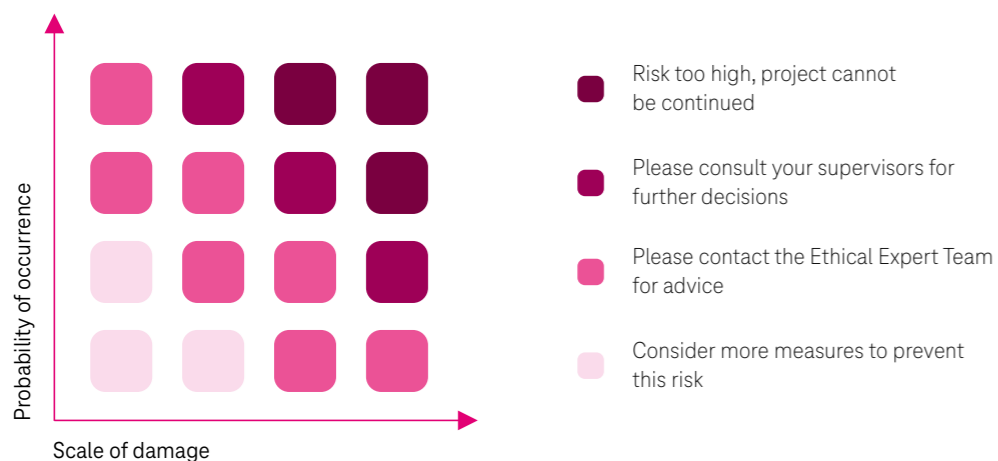 Probability of occurrence
Scale of damage
Risk too high, project cannot
be continued
Please consult your supervisors for
further decisions
Please contact the Ethical Expert Team
for advice
Consider more measures to prevent
this risk